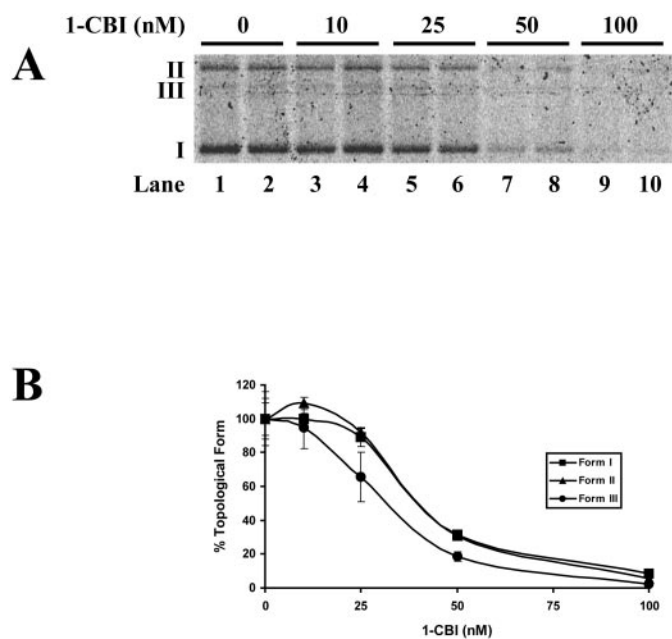 1-CBI (nM) 0 10 25 50 100
A
II
III
I
Lane 1 2 3 4 5 6 7 8 9 10
B
120
100
80
60
40
20
0
% Topological Form
0 25 50 75 100
1-CBI (nM)
Form I
Form II
Form III